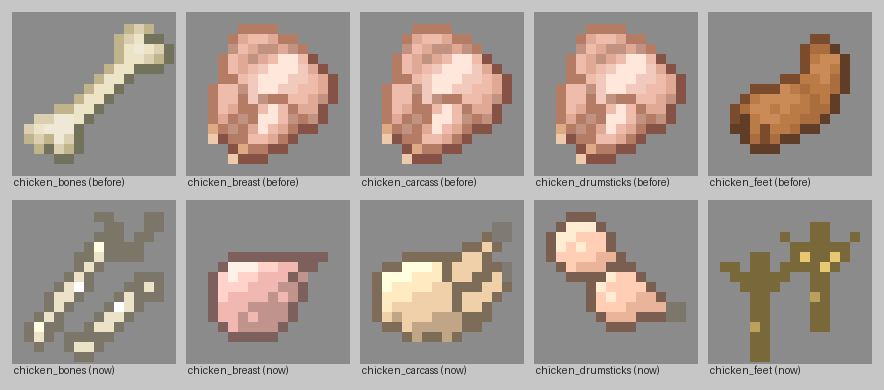 chicken_bones (before)
chicken_breast (before)
chicken_carcass (before)
chicken_drumsticks (before)
chicken_feet (before)
chicken_bones (now)
chicken_breast (now)
chicken_carcass (now)
chicken_drumsticks (now)
chicken_feet (now)